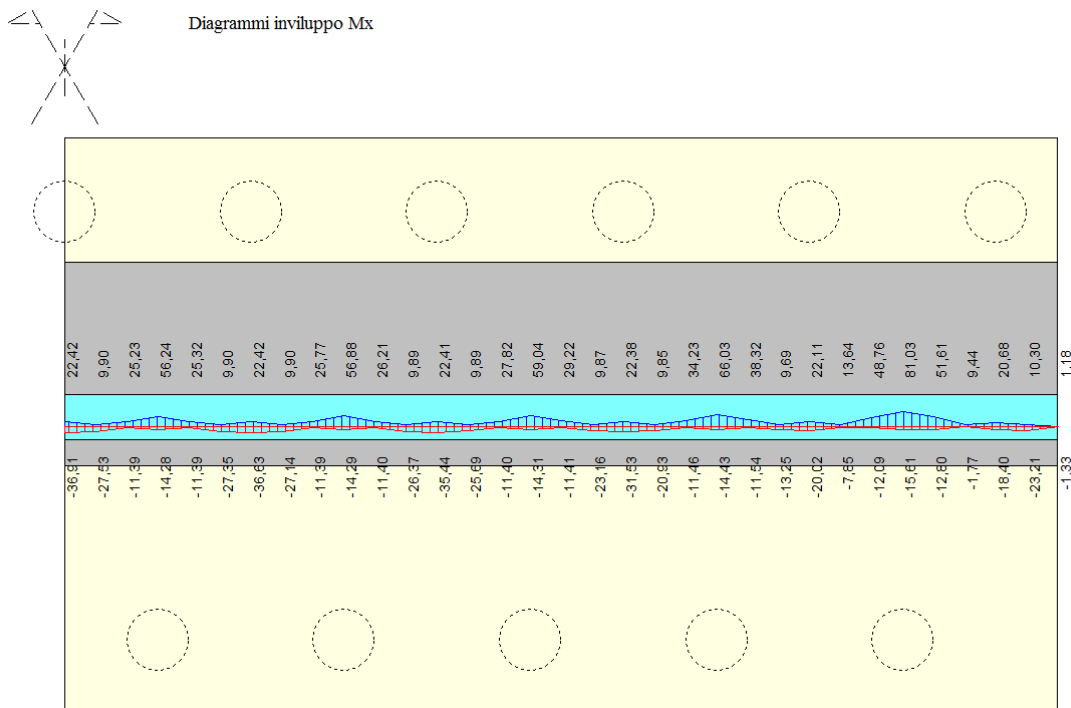 Diagrammi inviluppo Mx
22,42 9,90 25,23 56,24 25,32 9,90 22,42 9,90 25,77 56,88 26,21 9,89 22,41 9,89 27,82 59,04 29,22 9,87 22,38 9,85 34,23 66,03 38,32 9,69 22,11 13,64 48,76 81,03 51,61 9,44 20,68 10,30 1,18
-36,91 -27,53 -11,39 -14,28 -11,39 -27,35 -36,63 -27,14 -11,39 -14,29 -11,40 -26,37 -35,44 -25,69 -11,40 -14,31 -11,41 -23,16 -31,53 -20,93 -11,46 -14,43 -11,54 -13,25 -20,02 -7,85 -12,09 -15,61 -12,80 -1,77 -18,40 -23,21 -1,33